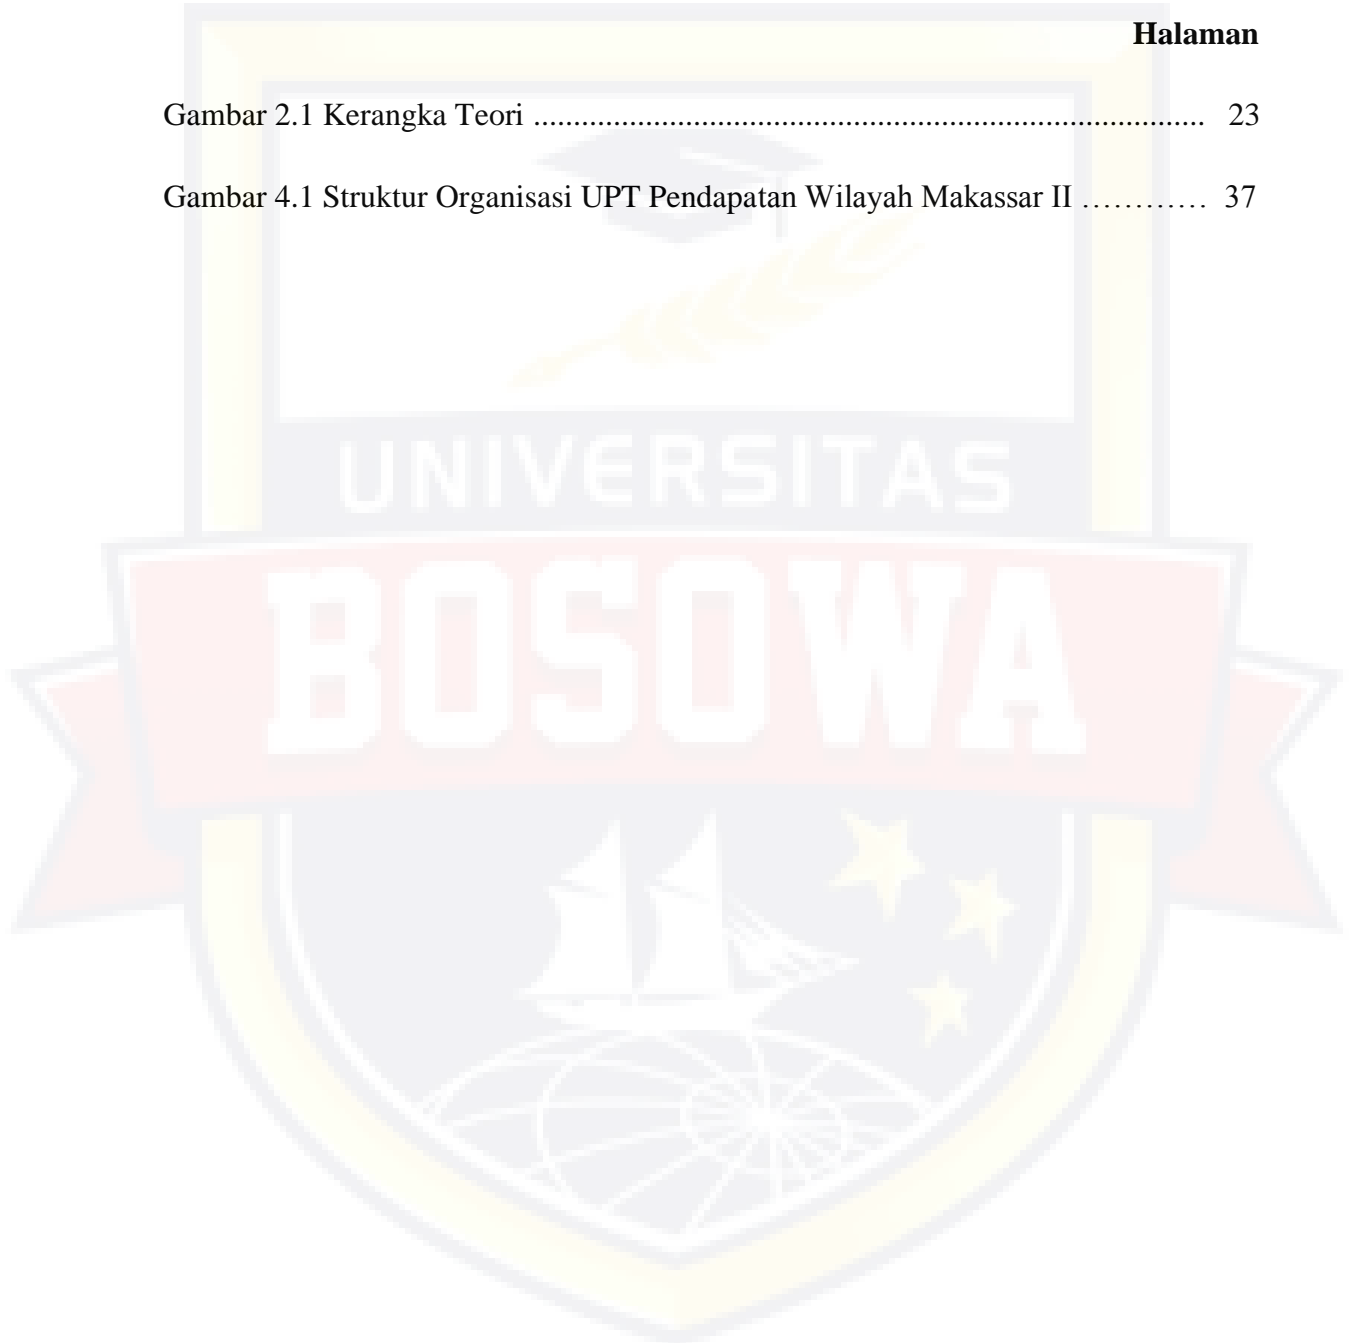 Halaman
Gambar 2.1 Kerangka Teori ................................................................................... 23
Gambar 4.1 Struktur Organisasi UPT Pendapatan Wilayah Makassar II ………… 37
UNIVERSITAS
BOSOWA